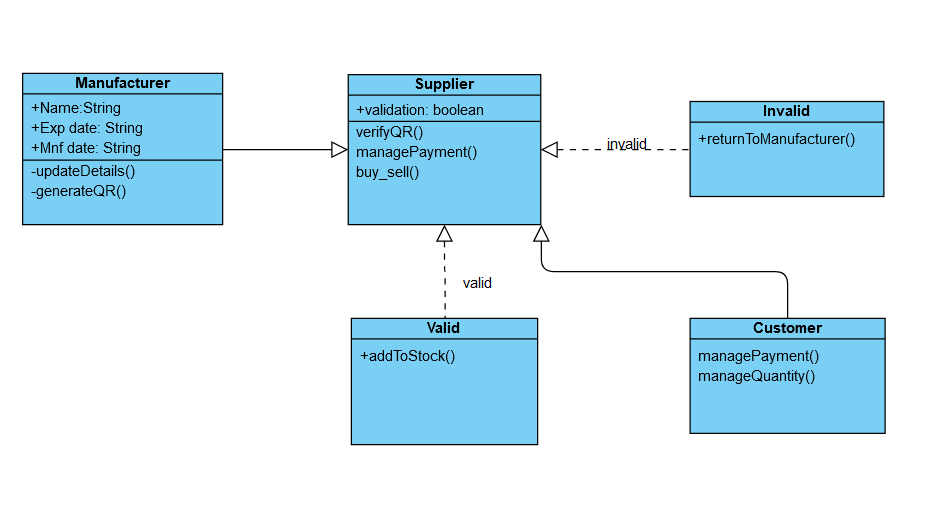 Manufacturer
+Name:String
+Exp date: String
+Mnf date: String
-updateDetails()
-generateQR()
Supplier
+validation: boolean
verifyQR()
managePayment()
buy_sell()
invalid
Invalid
+returnToManufacturer()
valid
Valid
+addToStock()
Customer
managePayment()
manageQuantity()